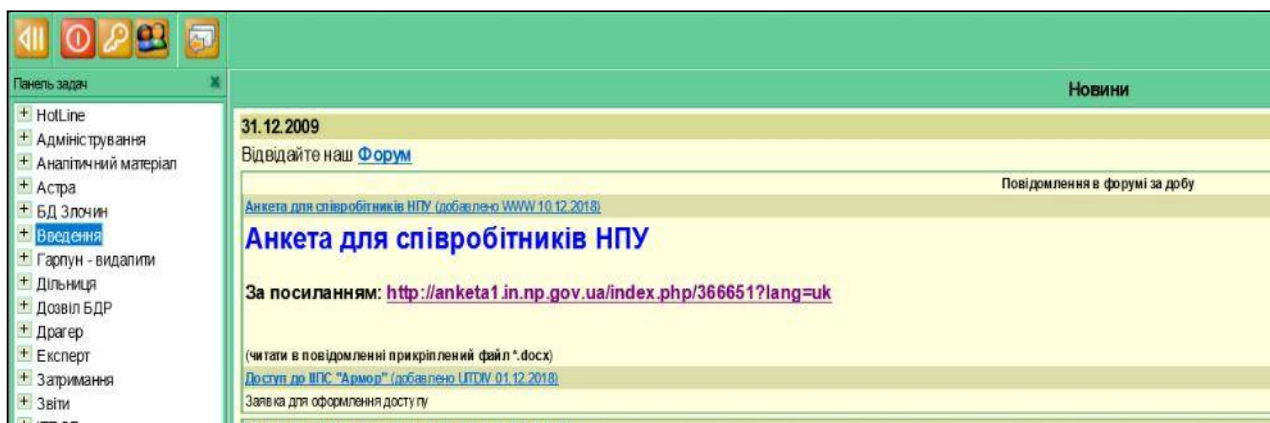 Панель задач
HotLine
Адміністрування
Аналітичний матеріал
Астра
БД Злочин
Введення
Гарпун - видалити
Дільниця
Дозвіл БДР
Драгер
Експерт
Затримання
Звіти
Новини
31.12.2009
Відвідайте наш Форум
Повідомлення в форумі за добу
Анкета для співробітників НПУ (добавлено WWW 10.12.2018)
Анкета для співробітників НПУ
За посиланням: http://anketa1.in.np.gov.ua/index.php/366651?lang=uk
(читати в повідомленні прикріплений файл *.docx)
Доступ до ІІПС "Армор" (добавлено UITDIV 01.12.2018)
Заявка для оформлення доступу